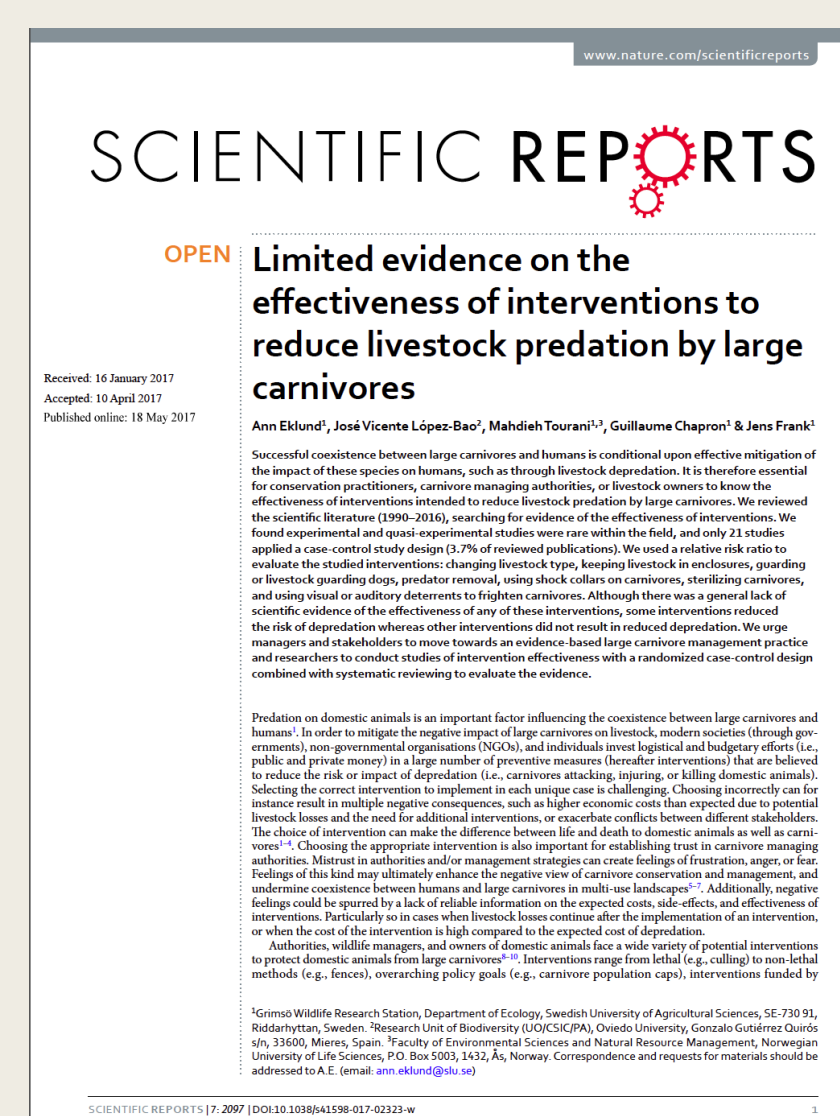 www.nature.com/scientificreports
SCIENTIFIC REPORTS
OPEN
Limited evidence on the
effectiveness of interventions to
reduce livestock predation by large
carnivores
Received: 16 January 2017
Accepted: 10 April 2017
Published online: 18 May 2017
Ann Eklund1, José Vicente López-Bao2, Mahdieh Tourani1,3, Guillaume Chapron1 & Jens Frank1
Successful coexistence between large carnivores and humans is conditional upon effective mitigation of
the impact of these species on humans, such as through livestock depredation. It is therefore essential
for conservation practitioners, carnivore managing authorities, or livestock owners to know the
effectiveness of interventions intended to reduce livestock predation by large carnivores. We reviewed
the scientific literature (1990–2016), searching for evidence of the effectiveness of interventions. We
found experimental and quasi-experimental studies were rare within the field, and only 21 studies
applied a case-control study design (3.7% of reviewed publications). We used a relative risk ratio to
evaluate the studied interventions: changing livestock type, keeping livestock in enclosures, guarding
or livestock guarding dogs, predator removal, using shock collars on carnivores, sterilizing carnivores,
and using visual or auditory deterrents to frighten carnivores. Although there was a general lack of
scientific evidence of the effectiveness of any of these interventions, some interventions reduced
the risk of depredation whereas other interventions did not result in reduced depredation. We urge
managers and stakeholders to move towards an evidence-based large carnivore management practice
and researchers to conduct studies of intervention effectiveness with a randomized case-control design
combined with systematic reviewing to evaluate the evidence.
Predation on domestic animals is an important factor influencing the coexistence between large carnivores and
humans1. In order to mitigate the negative impact of large carnivores on livestock, modern societies (through gov-
ernments), non-governmental organisations (NGOs), and individuals invest logistical and budgetary efforts (i.e.,
public and private money) in a large number of preventive measures (hereafter interventions) that are believed
to reduce the risk or impact of depredation (i.e., carnivores attacking, injuring, or killing domestic animals).
Selecting the correct intervention to implement in each unique case is challenging. Choosing incorrectly can for
instance result in multiple negative consequences, such as higher economic costs than expected due to potential
livestock losses and the need for additional interventions, or exacerbate conflicts between different stakeholders.
The choice of intervention can make the difference between life and death to domestic animals as well as carni-
vores1–4. Choosing the appropriate intervention is also important for establishing trust in carnivore managing
authorities. Mistrust in authorities and/or management strategies can create feelings of frustration, anger, or fear.
Feelings of this kind may ultimately enhance the negative view of carnivore conservation and management, and
undermine coexistence between humans and large carnivores in multi-use landscapes5–7. Additionally, negative
feelings could be spurred by a lack of reliable information on the expected costs, side-effects, and effectiveness of
interventions. Particularly so in cases when livestock losses continue after the implementation of an intervention,
or when the cost of the intervention is high compared to the expected cost of depredation.
Authorities, wildlife managers, and owners of domestic animals face a wide variety of potential interventions
to protect domestic animals from large carnivores8–10. Interventions range from lethal (e.g., culling) to non-lethal
methods (e.g., fences), overarching policy goals (e.g., carnivore population caps), interventions funded by
1Grimsö Wildlife Research Station, Department of Ecology, Swedish University of Agricultural Sciences, SE-730 91,
Riddarhyttan, Sweden. 2Research Unit of Biodiversity (UO/CSIC/PA), Oviedo University, Gonzalo Gutiérrez Quirós
s/n, 33600, Mieres, Spain. 3Faculty of Environmental Sciences and Natural Resource Management, Norwegian
University of Life Sciences, P.O. Box 5003, 1432, Ås, Norway. Correspondence and requests for materials should be
addressed to A.E. (email: ann.eklund@slu.se)
SCIENTIFIC REPORTS | 7: 2097 | DOI:10.1038/s41598-017-02323-w
1